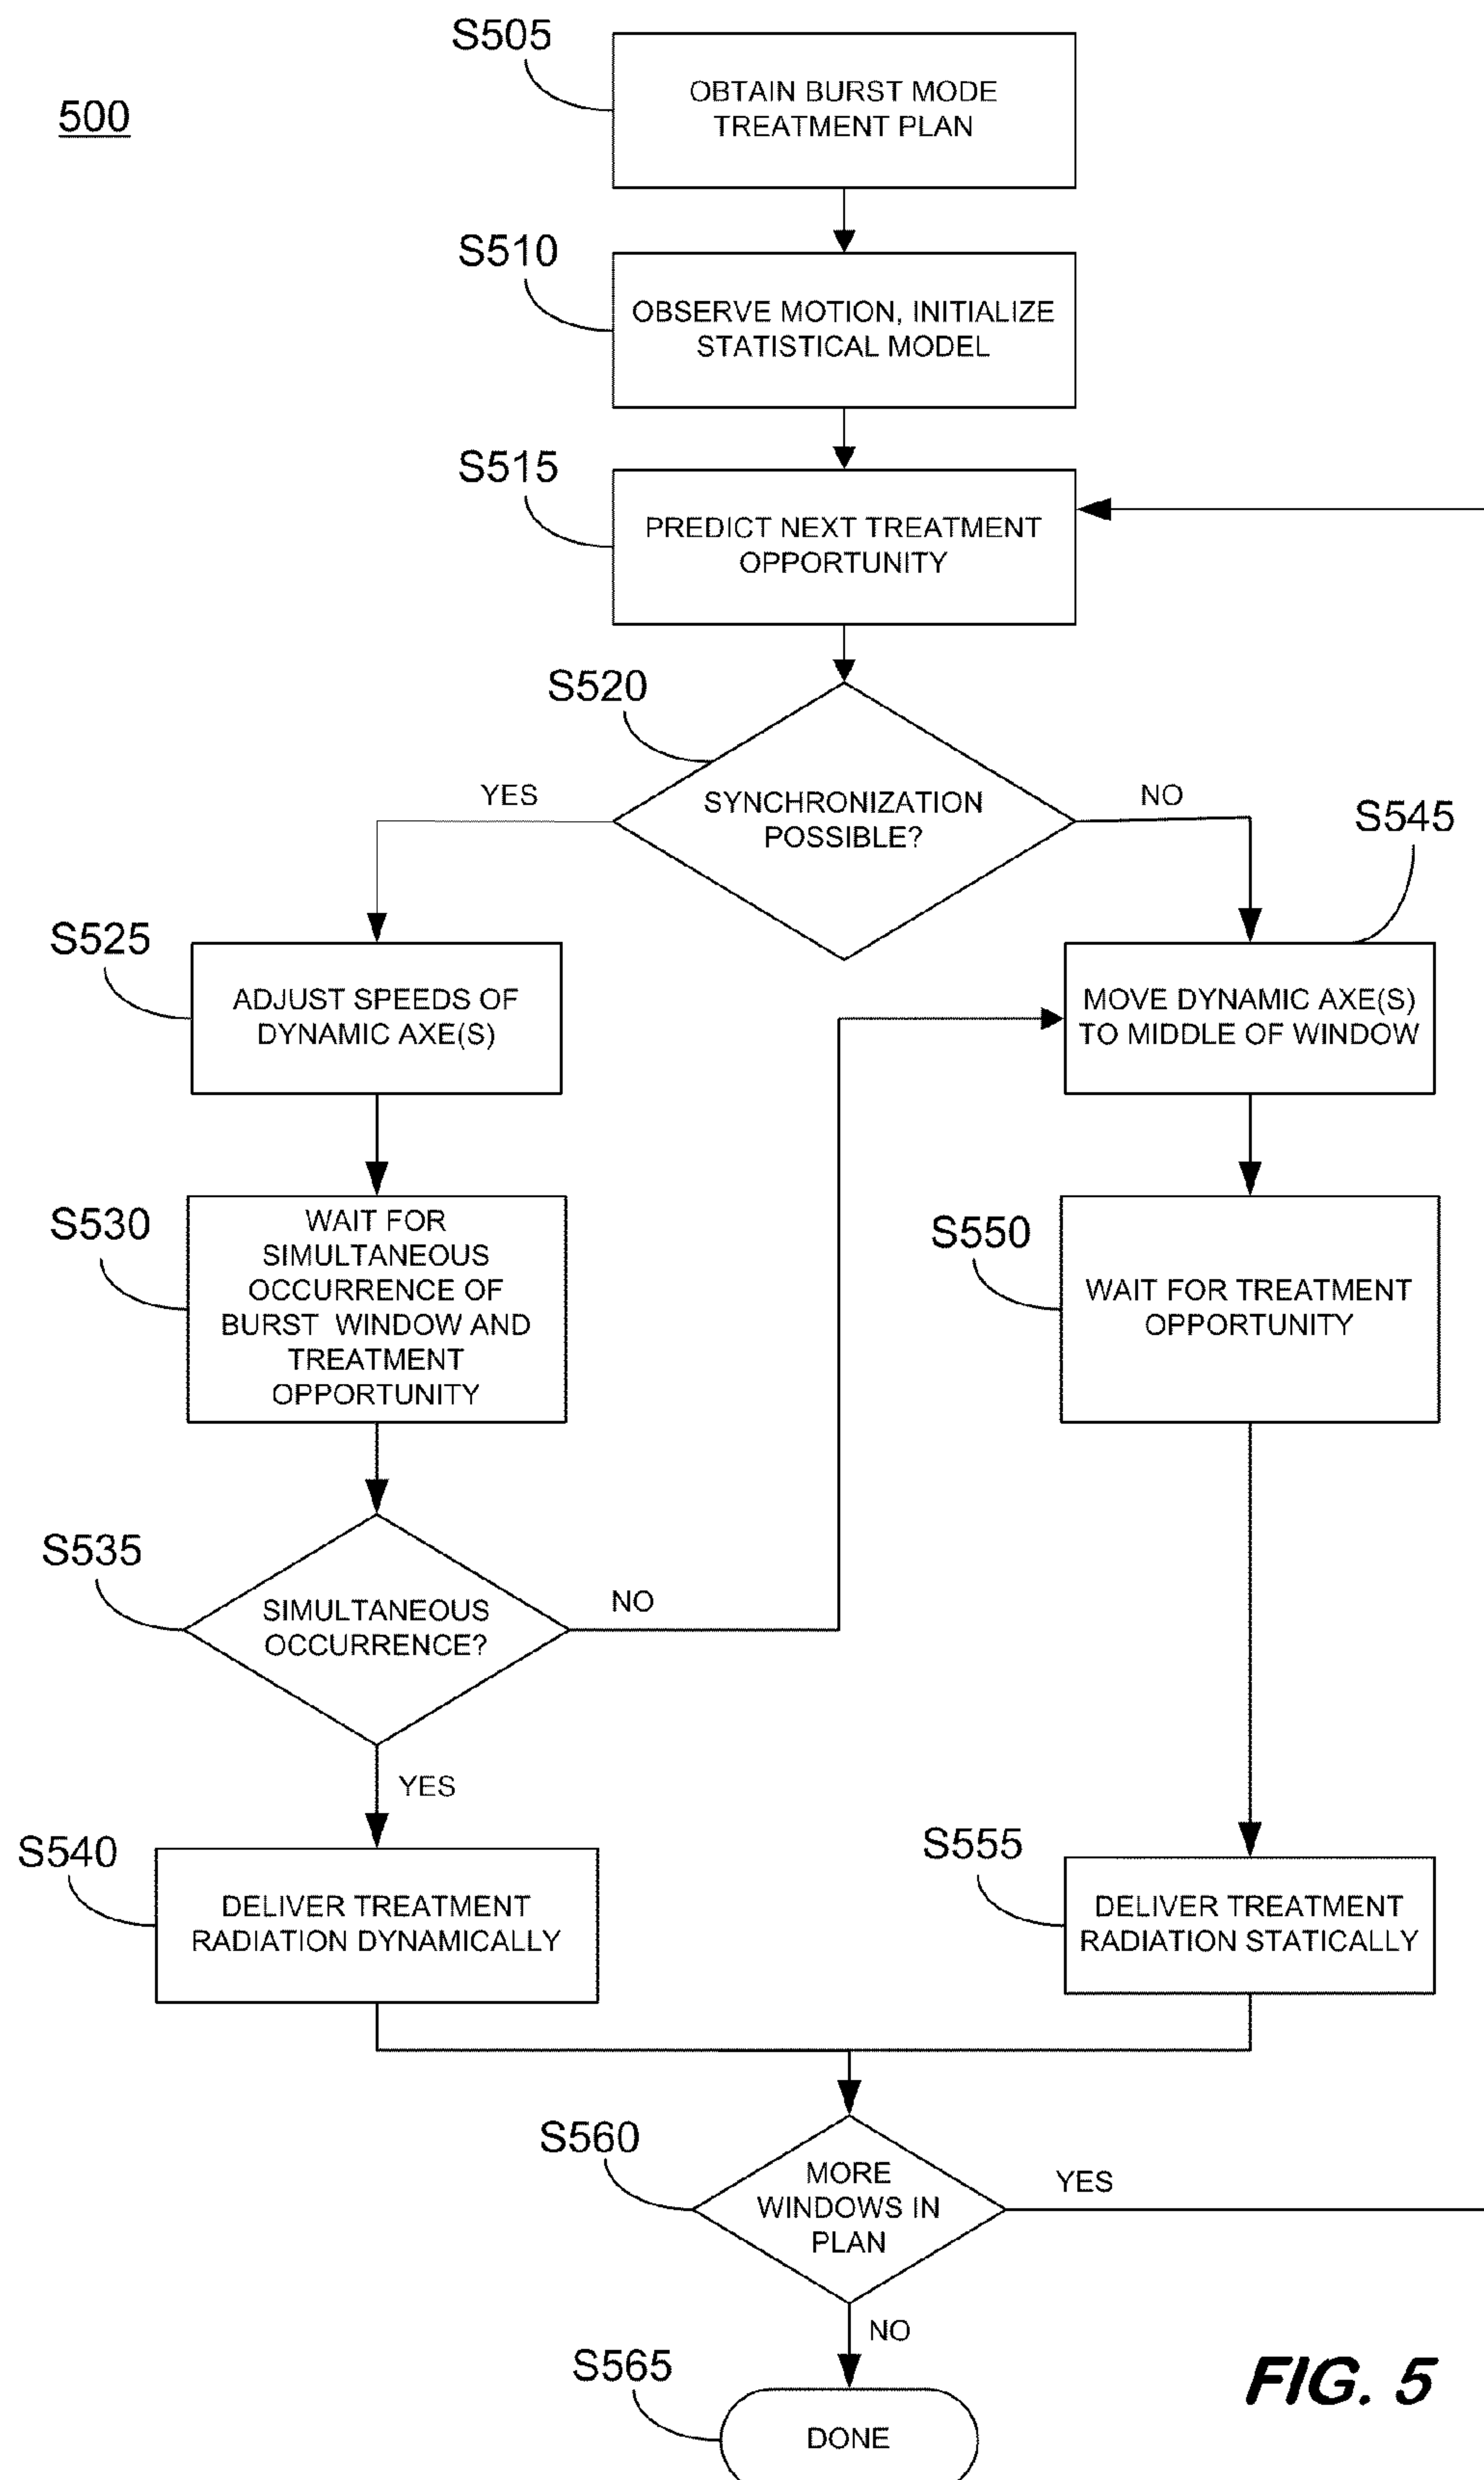 S505
500
OBTAIN BURST MODE
TREATMENT PLAN
S510
OBSERVE MOTION, INITIALIZE
STATISTICAL MODEL
S515
PREDICT NEXT TREATMENT
OPPORTUNITY
S520
SYNCHRONIZATION
POSSIBLE?
YES
NO
S545
S525
ADJUST SPEEDS OF
DYNAMIC AXE(S)
MOVE DYNAMIC AXE(S)
TO MIDDLE OF WINDOW
S530
WAIT FOR
SIMULTANEOUS
OCCURRENCE OF
BURST WINDOW AND
TREATMENT
OPPORTUNITY
S550
WAIT FOR TREATMENT
OPPORTUNITY
S535
SIMULTANEOUS
OCCURRENCE?
NO
YES
S540
DELIVER TREATMENT
RADIATION DYNAMICALLY
S555
DELIVER TREATMENT
RADIATION STATICALLY
S560
MORE
WINDOWS IN
PLAN
YES
NO
S565
DONE
FIG. 5